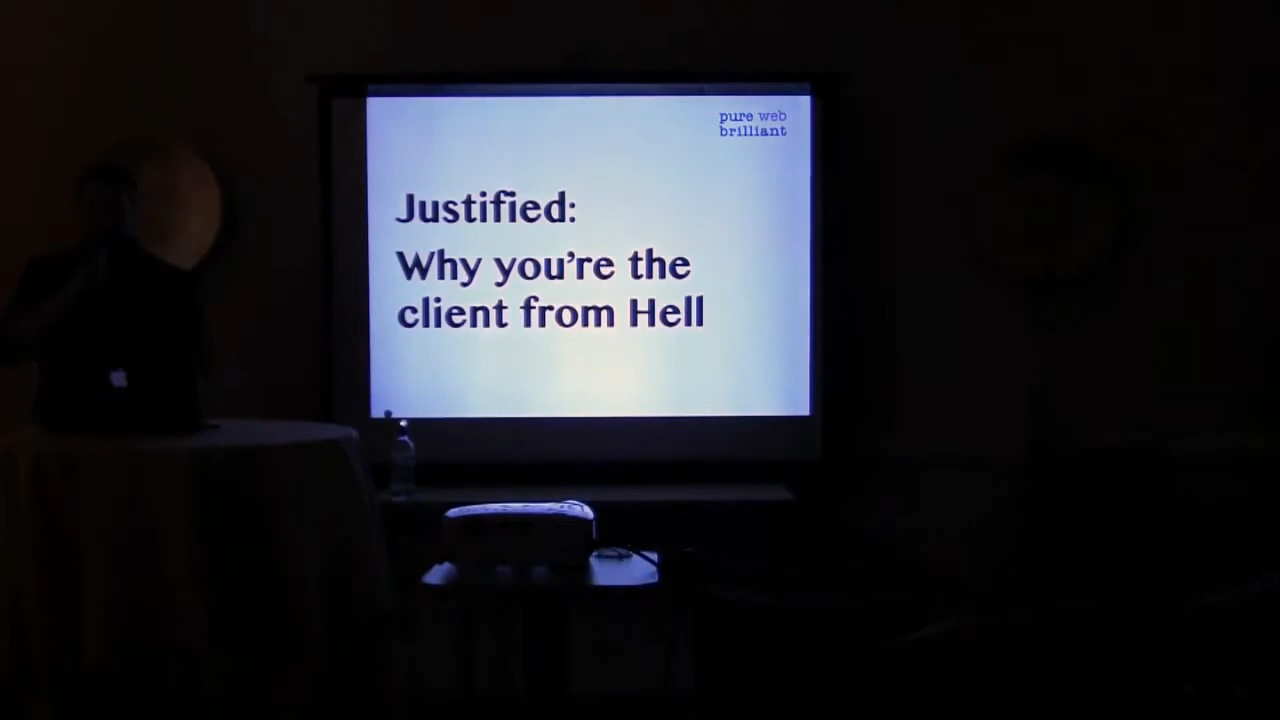 pure web
brilliant
Justified:
Why you're the
client from Hell